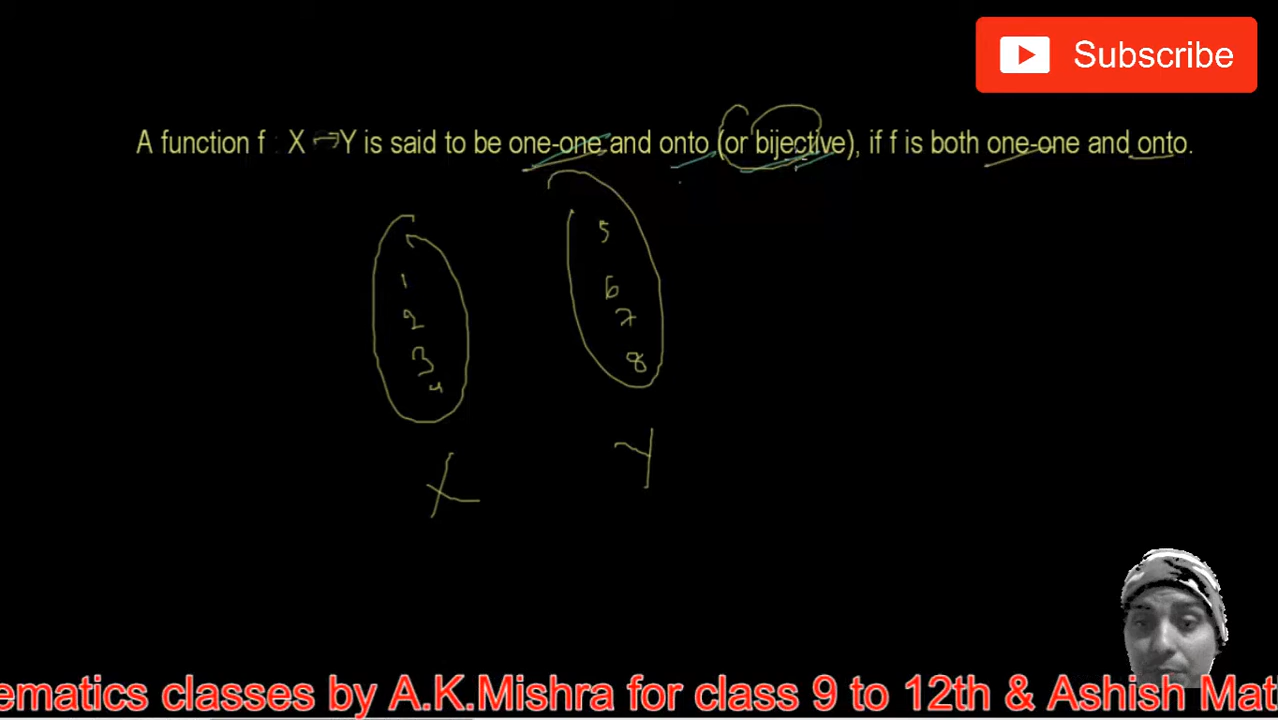 Subscribe
A function f : X → Y is said to be one-one and onto (or bijective), if f is both one-one and onto.
1
2
3
4
5
6
7
8
X
Y
ematics classes by A.K.Mishra for class 9 to 12th & Ashish Mat